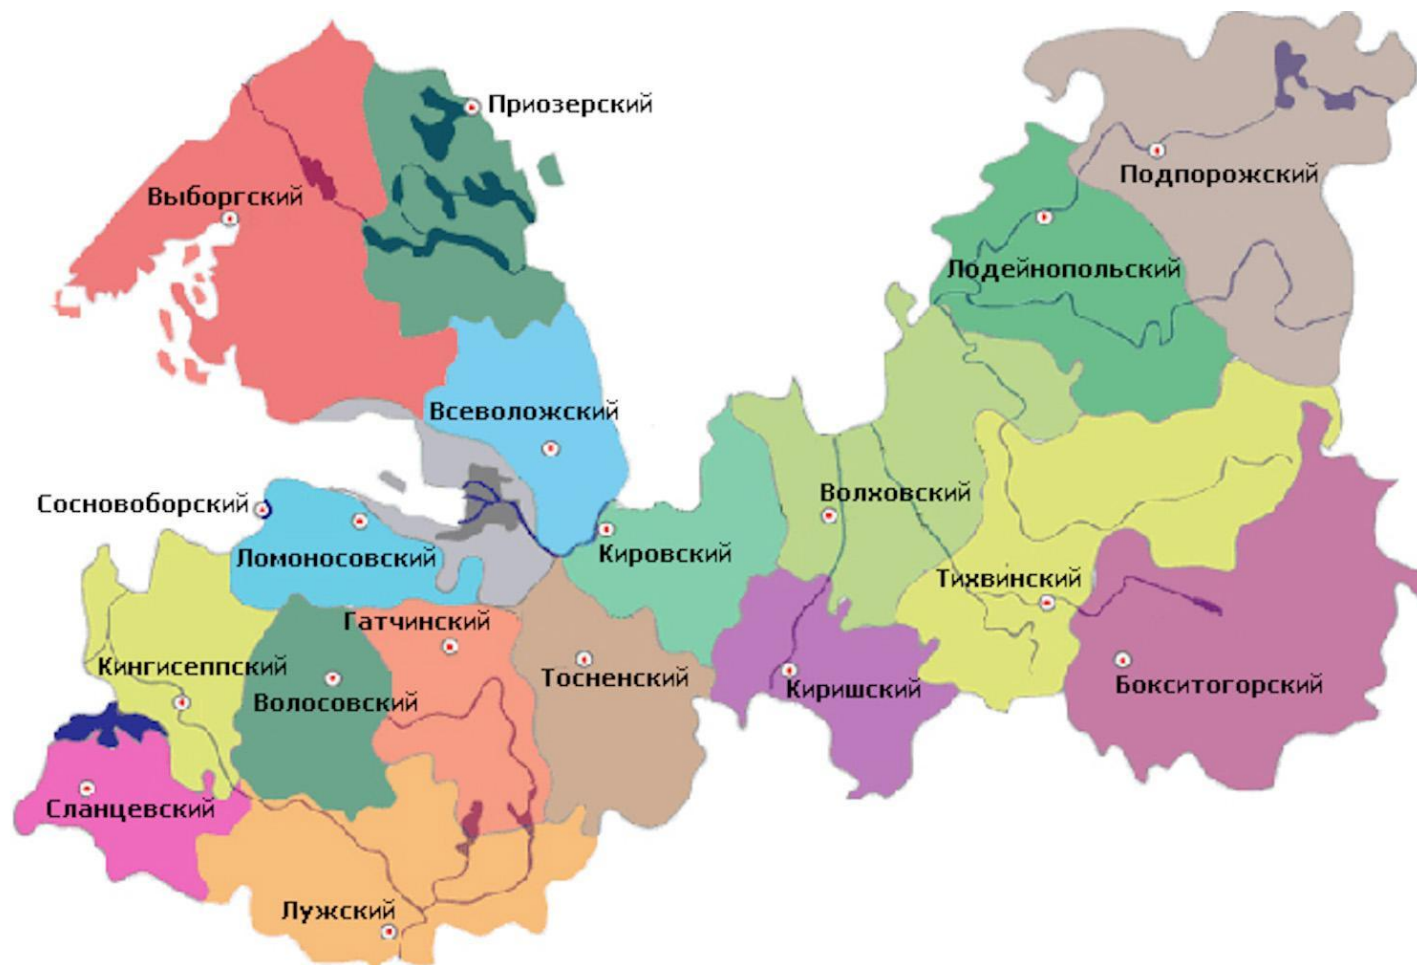 Приозерский
Подпорожский
Выборгский
Лодейнопольский
Всеволожский
Волховский
Сосновоборский
Ломоносовский
Кировский
Тихвинский
Гатчинский
Кингисеппский
Волосовский
Тосненский
Киришский
Бокситогорский
Сланцевский
Лужский